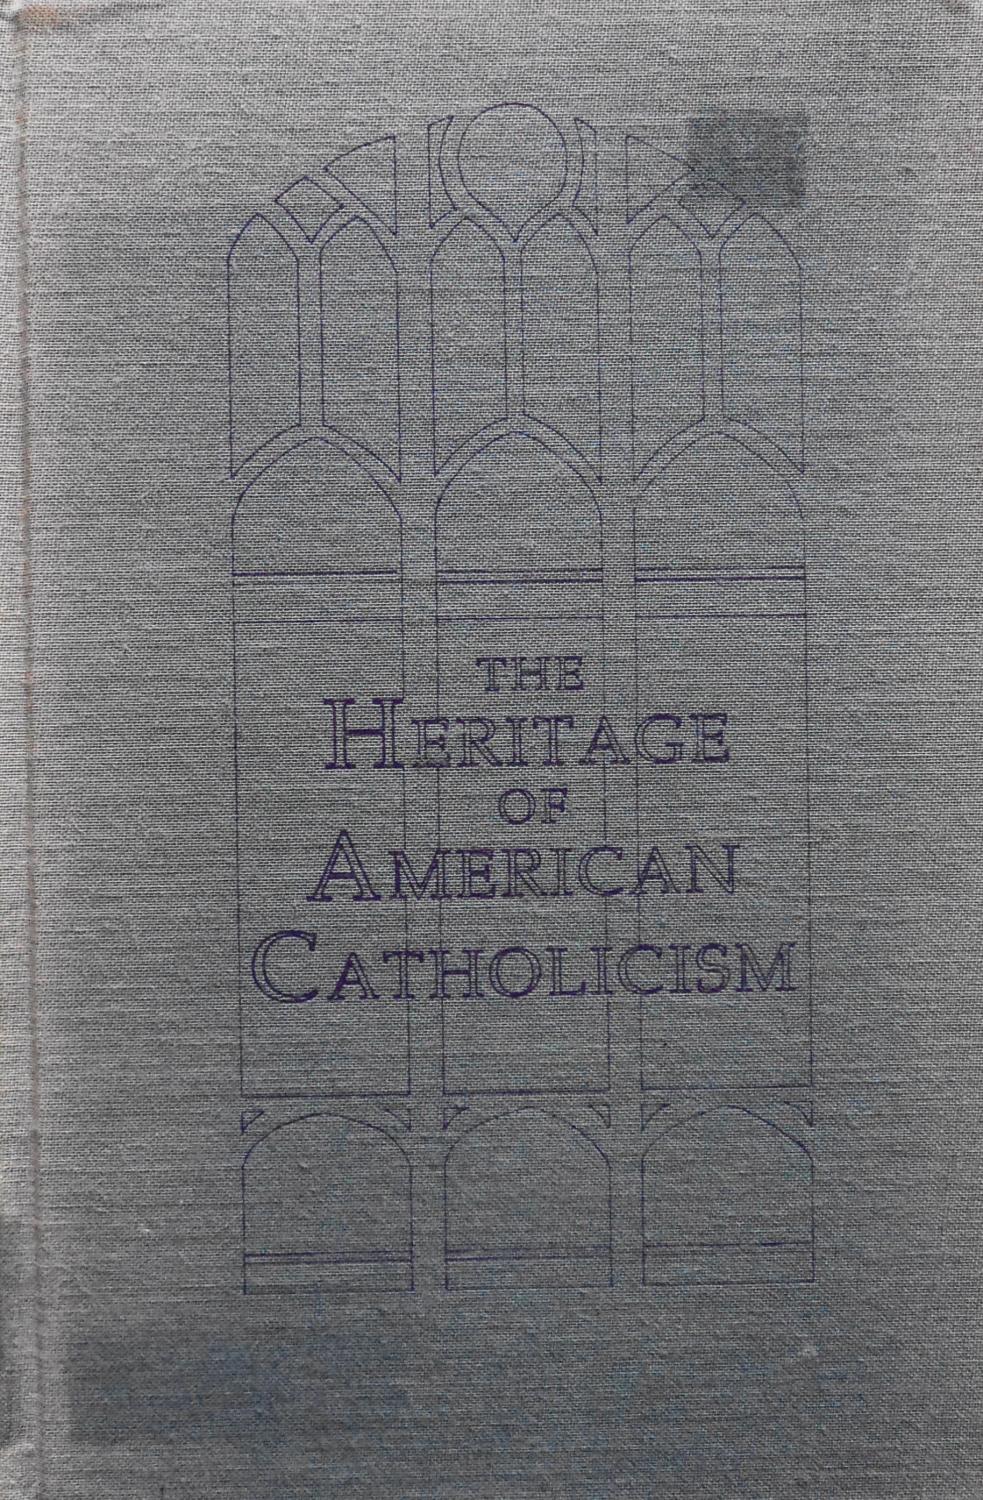 THE
HERITAGE
OF
AMERICAN
CATHOLICISM